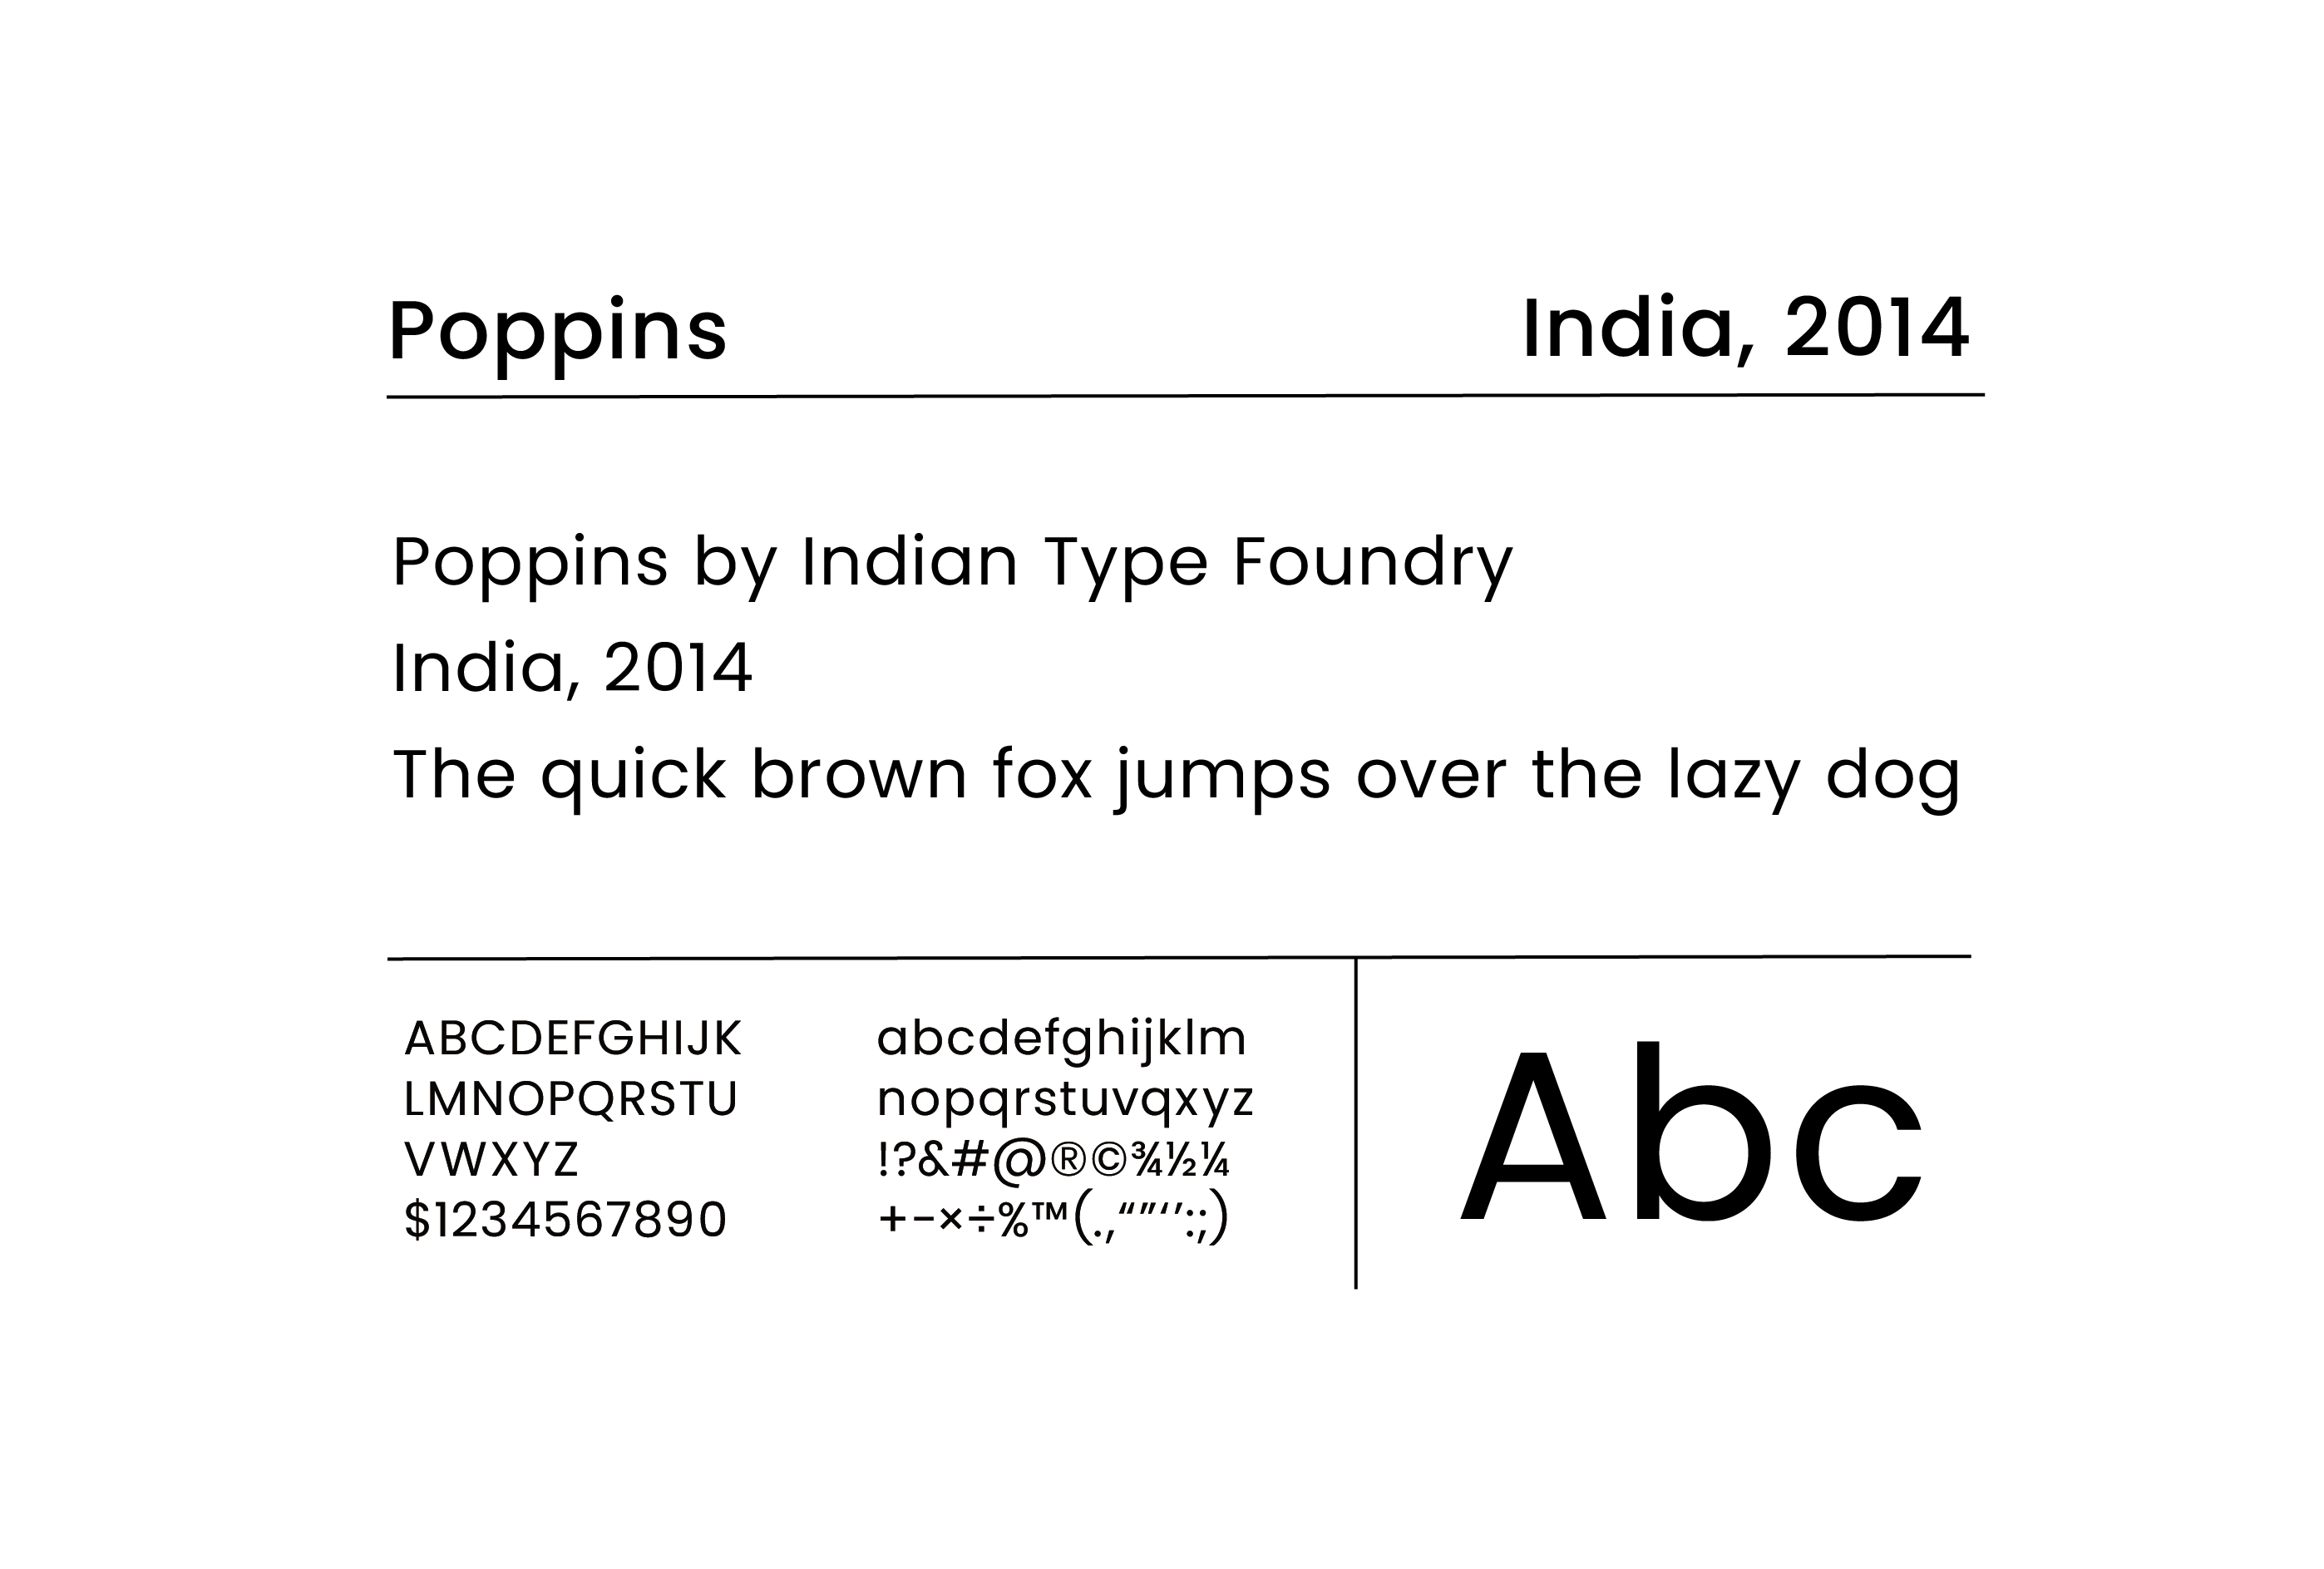 Poppins
India, 2014
Poppins by Indian Type Foundry
India, 2014
The quick brown fox jumps over the lazy dog
ABCDEFGHIJK
LMNOPQRSTU
VWXYZ
$1234567890
abcdefghijklm
nopqrstuvqxyz
!?&#@®©¾½¼
+−×÷%™(.,“”‘’:;)
Abc